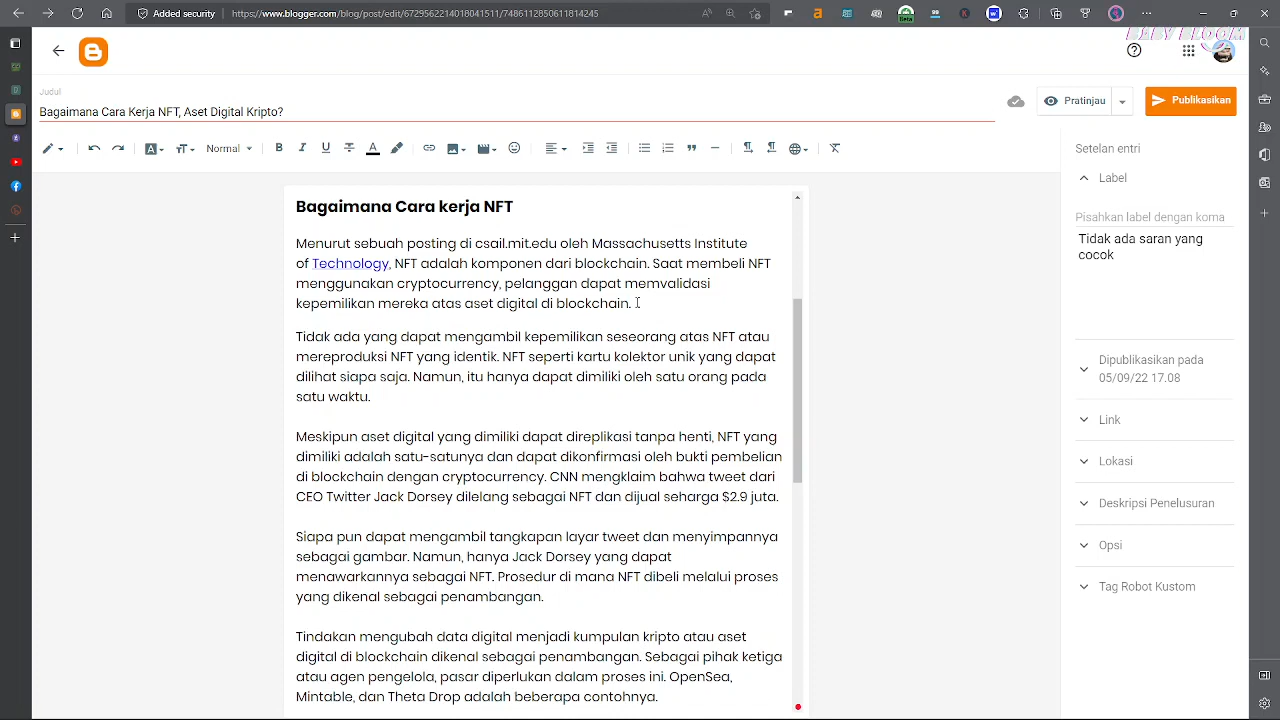 Added secured
https://www.blogger.com/blog/post/edit/6729562214018041511/7486112850611814245
Beta
Judul
Bagaimana Cara Kerja NFT, Aset Digital Kripto?
Pratinjau
Publikasikan
Normal
Setelan entri
Label
Pisahkan label dengan koma
Tidak ada saran yang
cocok
Dipublikasikan pada
05/09/22 17.08
Link
Lokasi
Deskripsi Penelusuran
Opsi
Tag Robot Kustom
Bagaimana Cara kerja NFT
Menurut sebuah posting di csail.mit.edu oleh Massachusetts Institute
of Technology, NFT adalah komponen dari blockchain. Saat membeli NFT
menggunakan cryptocurrency, pelanggan dapat memvalidasi
kepemilikan mereka atas aset digital di blockchain.
Tidak ada yang dapat mengambil kepemilikan seseorang atas NFT atau
mereproduksi NFT yang identik. NFT seperti kartu kolektor unik yang dapat
dilihat siapa saja. Namun, itu hanya dapat dimiliki oleh satu orang pada
satu waktu.
Meskipun aset digital yang dimiliki dapat direplikasi tanpa henti, NFT yang
dimiliki adalah satu-satunya dan dapat dikonfirmasi oleh bukti pembelian
di blockchain dengan cryptocurrency. CNN mengklaim bahwa tweet dari
CEO Twitter Jack Dorsey dilelang sebagai NFT dan dijual seharga $2.9 juta.
Siapa pun dapat mengambil tangkapan layar tweet dan menyimpannya
sebagai gambar. Namun, hanya Jack Dorsey yang dapat
menawarkannya sebagai NFT. Prosedur di mana NFT dibeli melalui proses
yang dikenal sebagai penambangan.
Tindakan mengubah data digital menjadi kumpulan kripto atau aset
digital di blockchain dikenal sebagai penambangan. Sebagai pihak ketiga
atau agen pengelola, pasar diperlukan dalam proses ini. OpenSea,
Mintable, dan Theta Drop adalah beberapa contohnya.